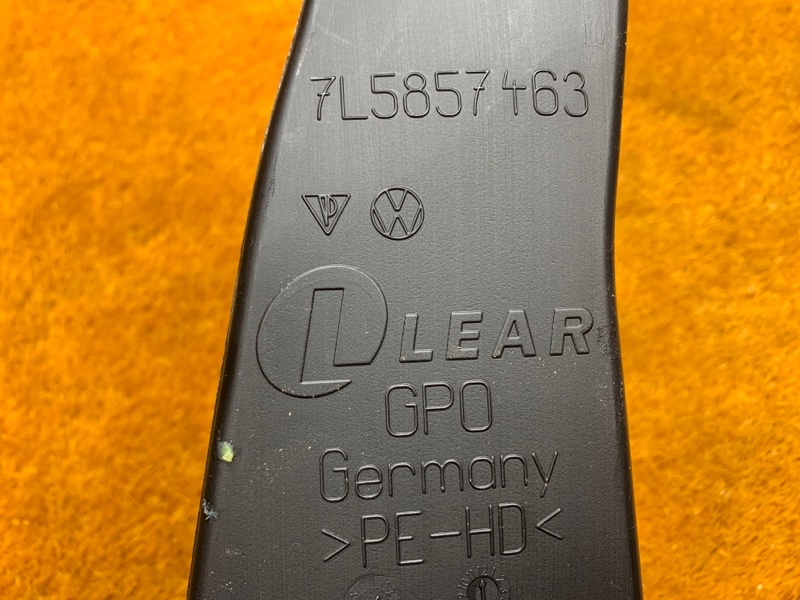 7L5857463
LEAR
GPO
Germany
>PE-HD<